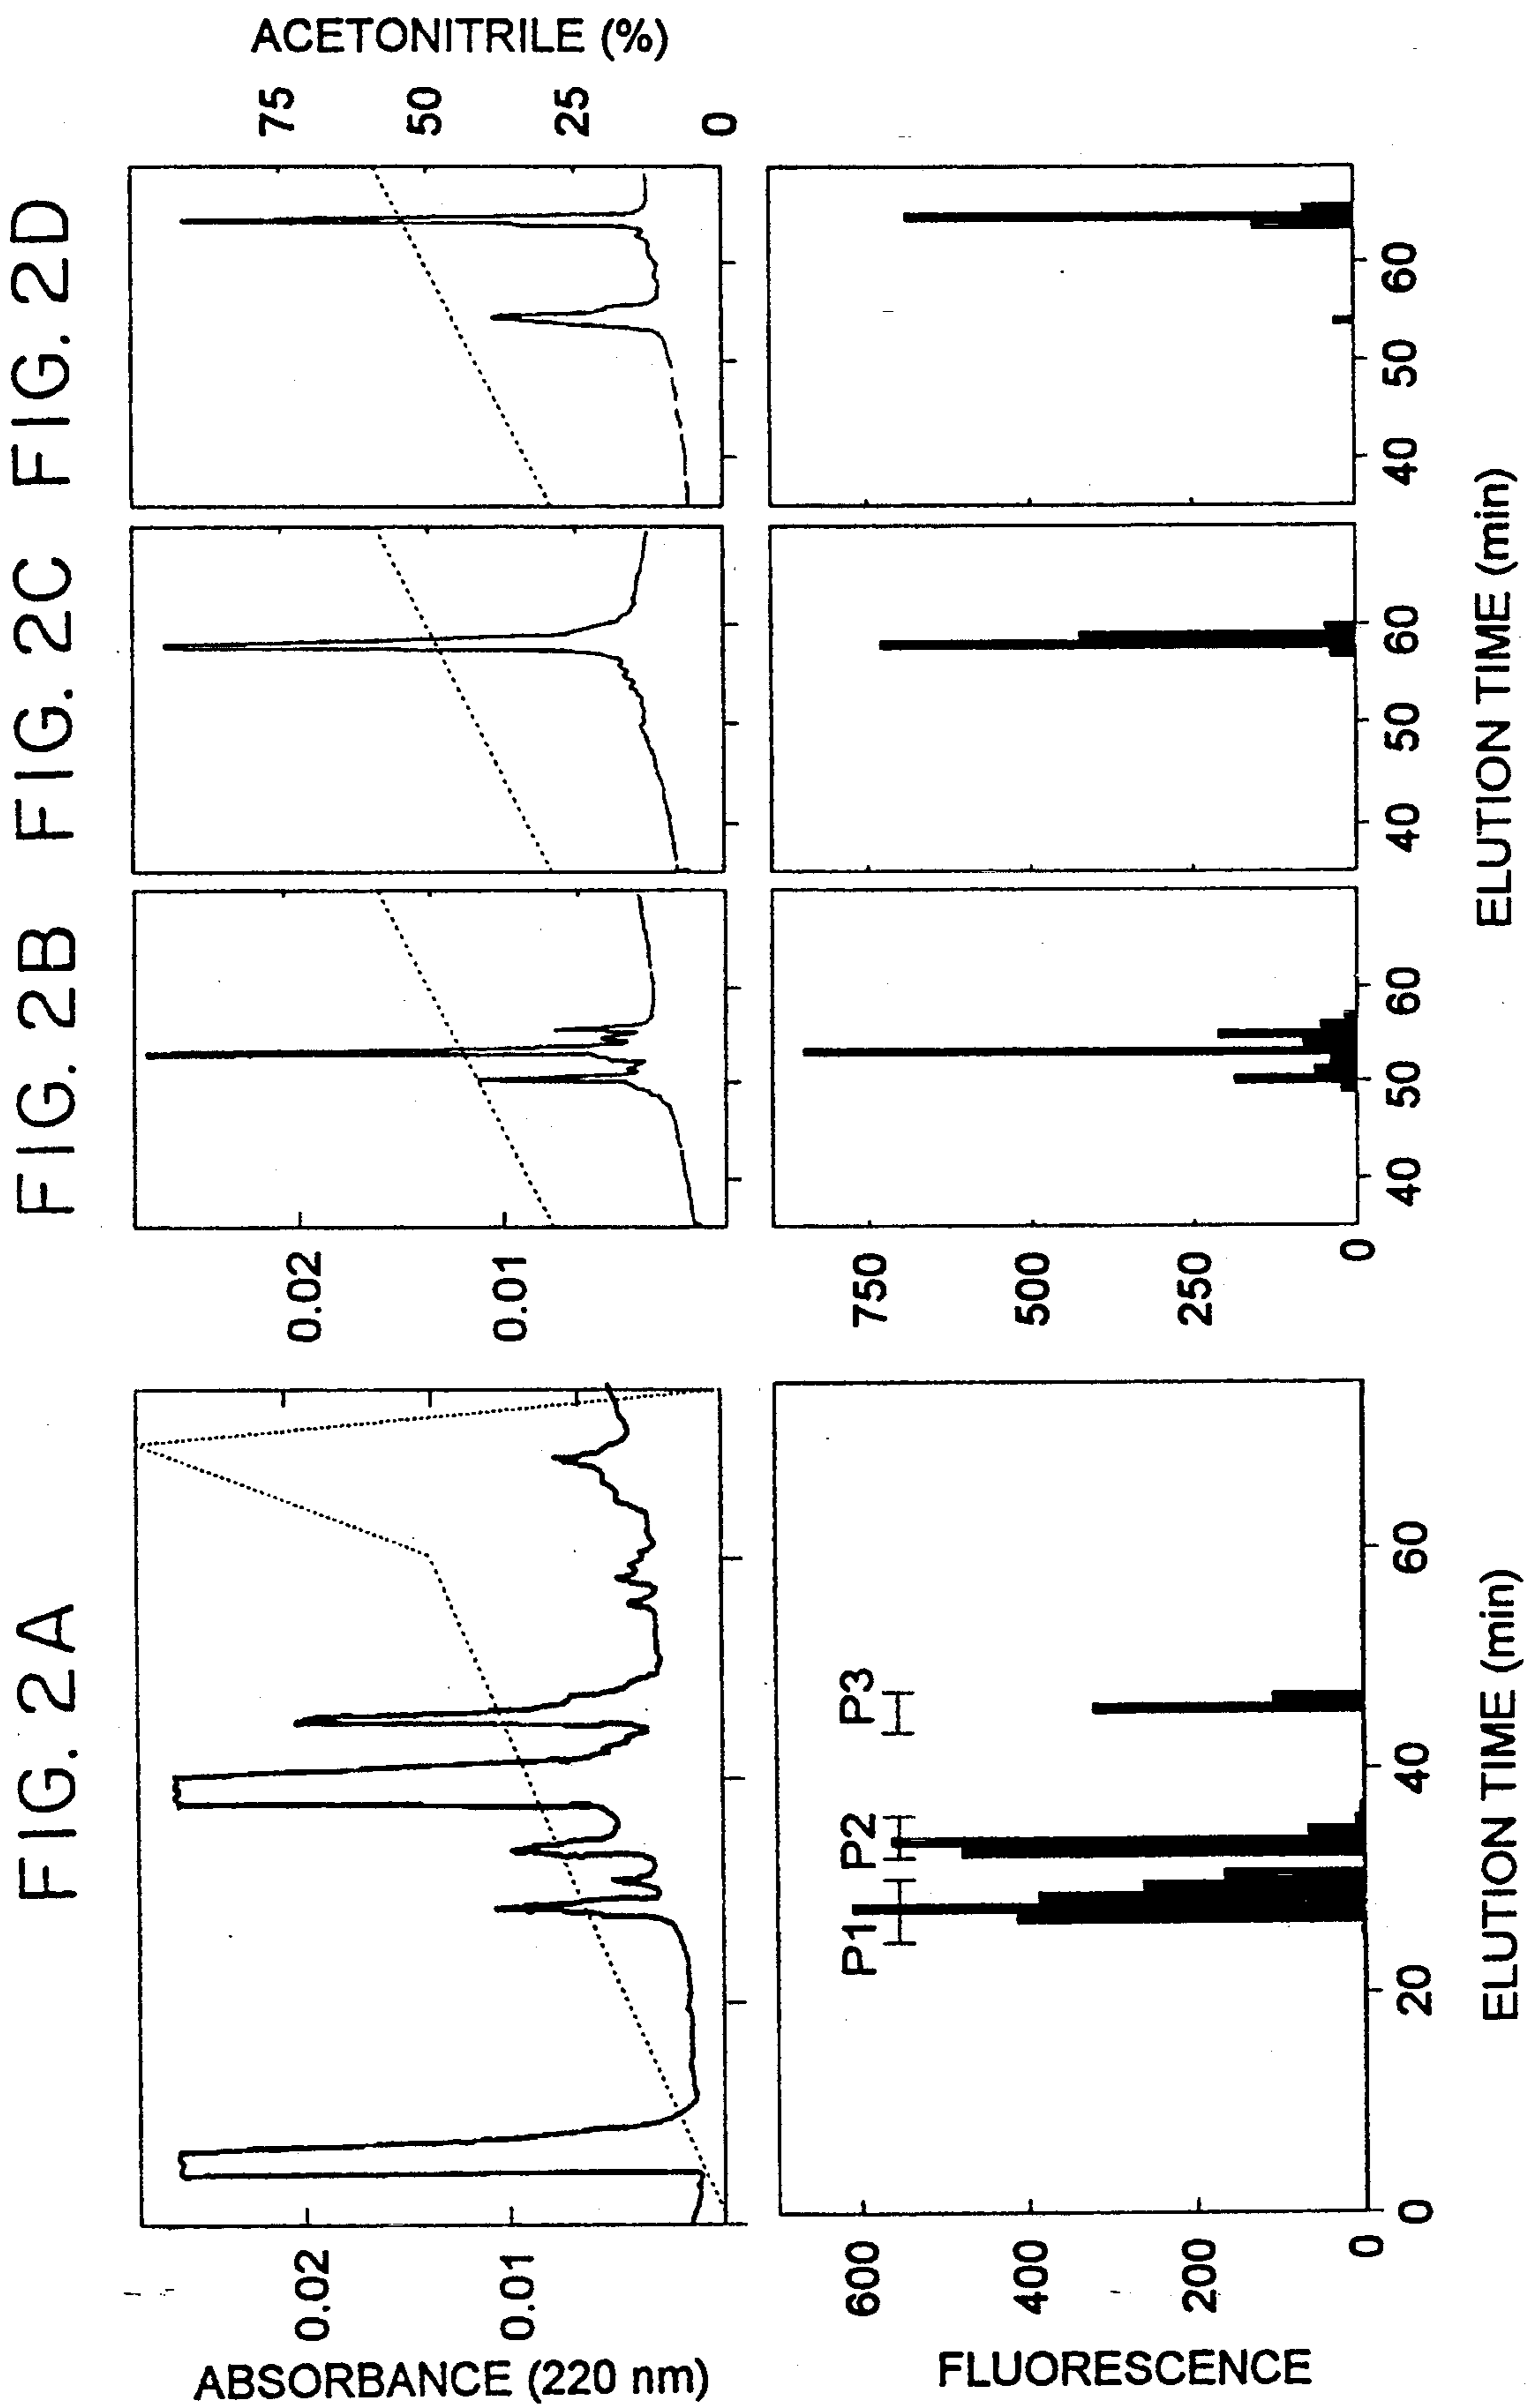 FIG. 2A
FIG. 2B
FIG. 2C
FIG. 2D
ABSORBANCE (220 nm)
0.02
0.01
0.02
0.01
ACETONITRILE (%)
75
50
25
0
FLUORESCENCE
600
400
200
0
P1
P2
P3
750
500
250
0
0
20
40
60
40
50
60
40
50
60
40
50
60
ELUTION TIME (min)
ELUTION TIME (min)